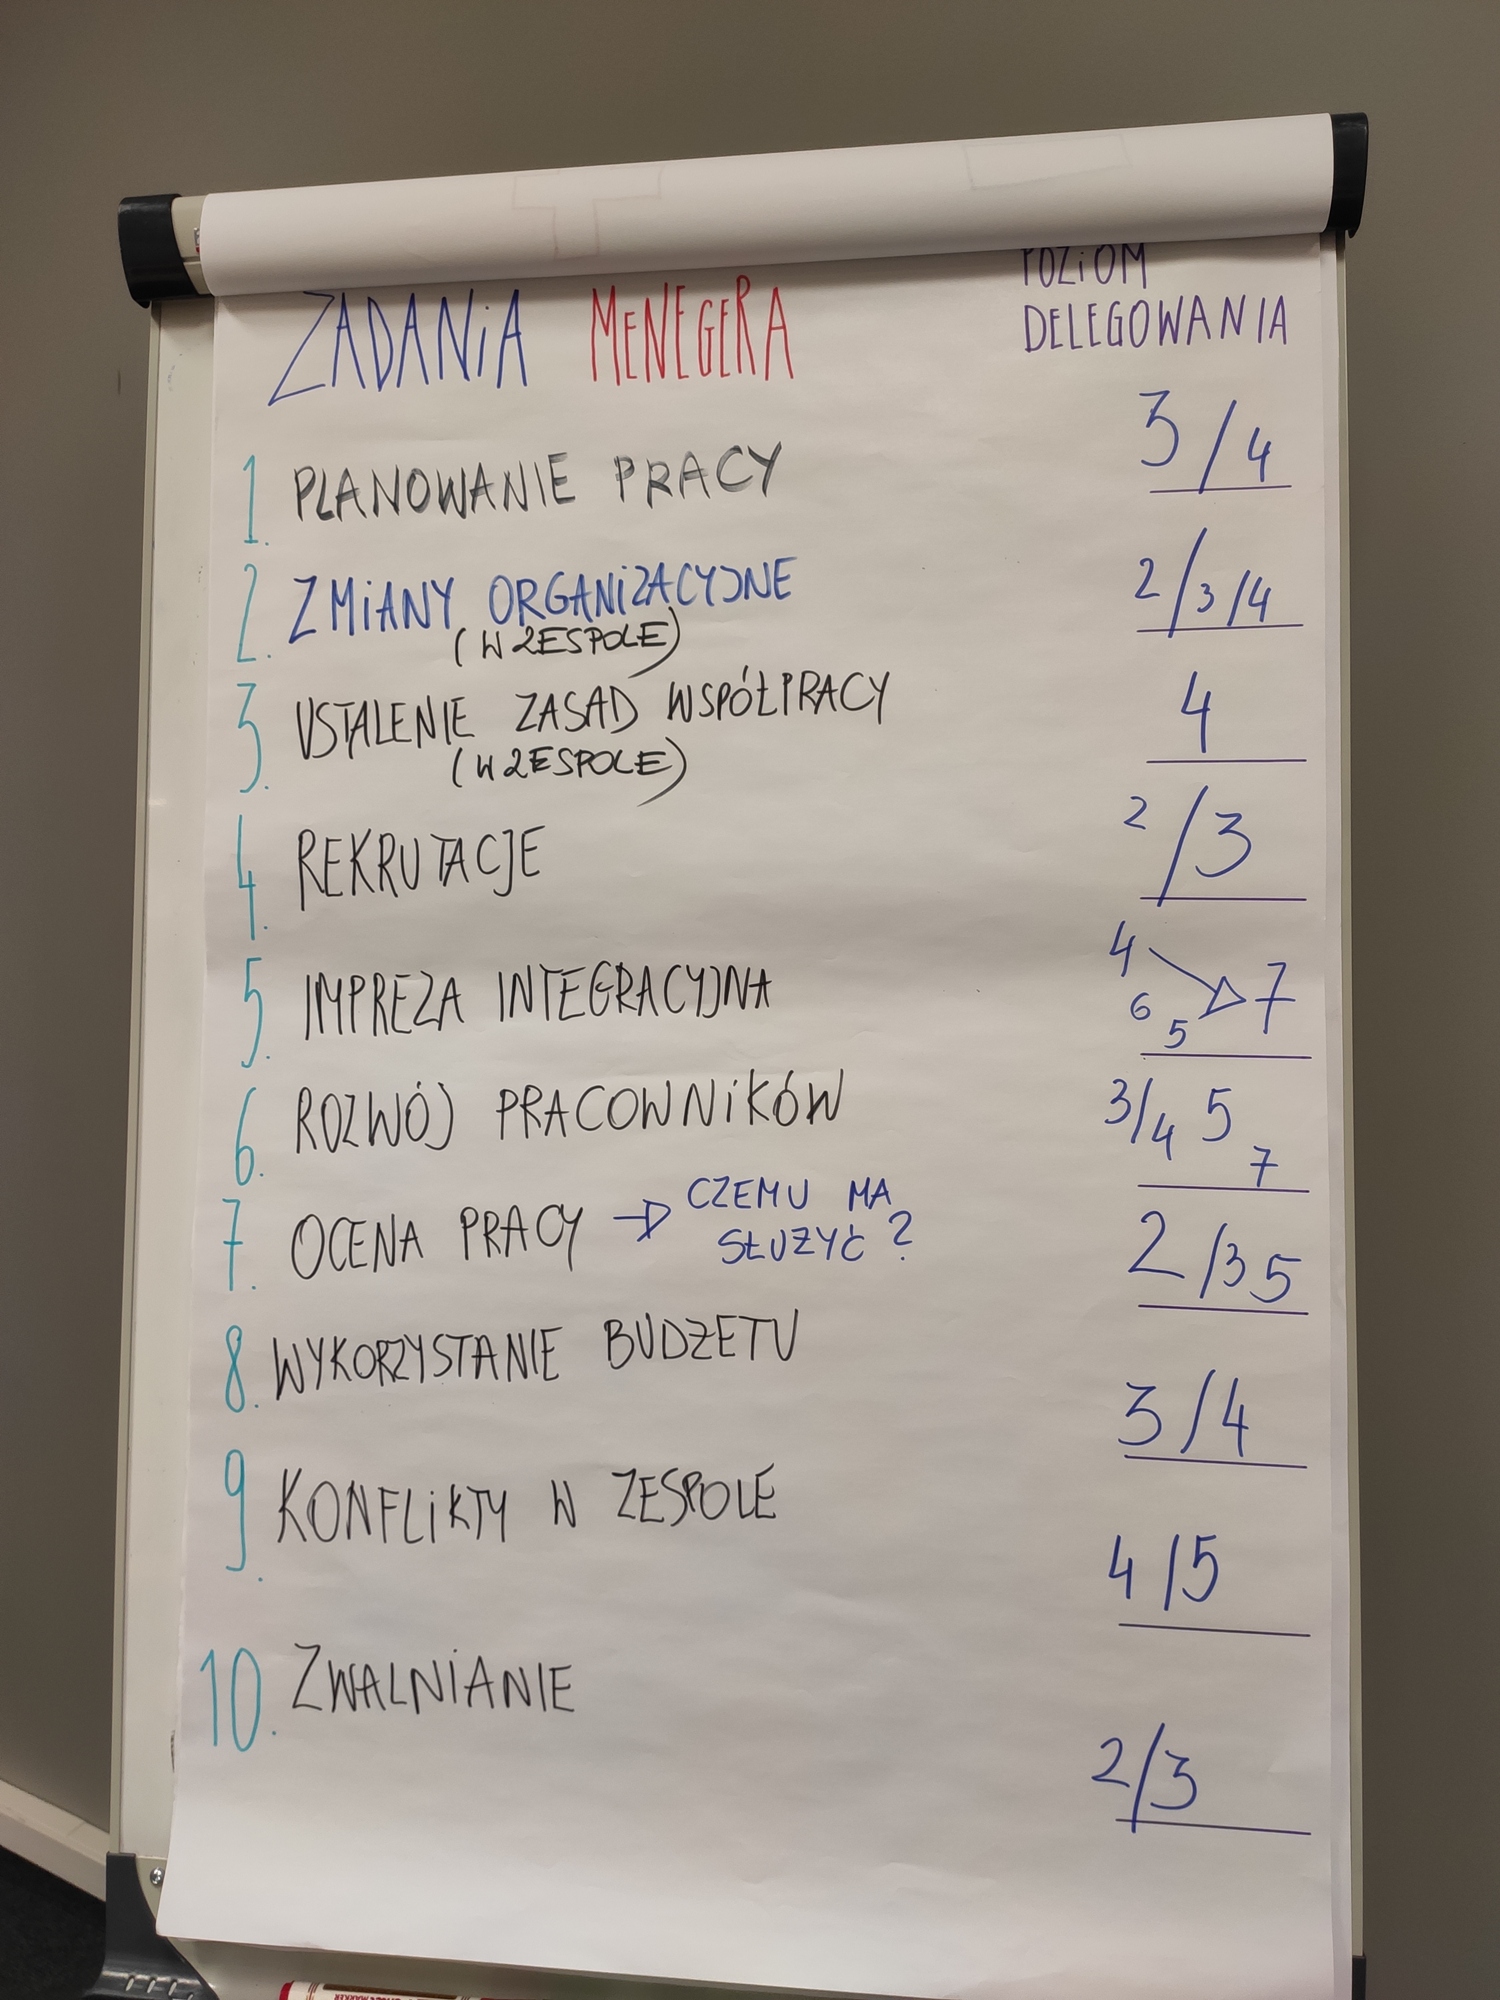 ZADANiA MENEGERA
POZiOM
DELEGOWANIA
1. PLANOWANIE PRACY 3/4
2. ZMiANY ORGANiZACYJNE 2/3/4
(W ZESPOLE)
3. USTALENIE ZASAD WSPÓŁPRACY 4
(W ZESPOLE)
4. REKRUTACJE 2/3
5. IMPREZA INTEGRACYJNA 4 6 5 → 7
6. ROZWÓJ PRACOWNiKÓW 3/4 5 7
7. OCENA PRACY → CZEMU MA 2/3 5
SŁUŻYĆ?
8. WYKORZYSTANIE BUDŻETU 3/4
9. KONFLiKTY W ZESPOLE 4/5
10. ZWALNiANIE 2/3